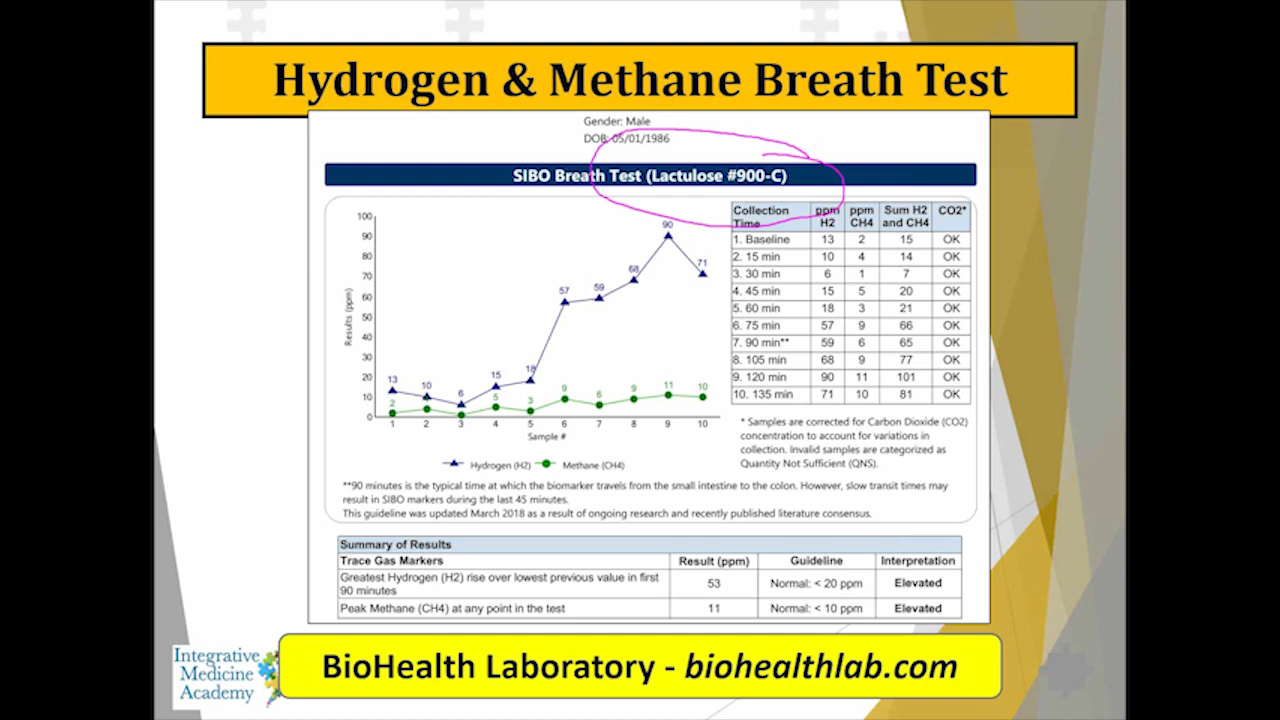 Hydrogen & Methane Breath Test
Gender: Male
DOB: 05/01/1986
SIBO Breath Test (Lactulose #900-C)
100
90
80
70
60
50
40
30
20
10
0
Results (ppm)
13
10
6
15
18
57
59
68
90
71
2
5
3
9
6
9
11
10
1 2 3 4 5 6 7 8 9 10
Sample #
Hydrogen (H2) Methane (CH4)
Collection Time ppm H2 ppm CH4 Sum H2 and CH4 CO2*
1. Baseline 13 2 15 OK
2. 15 min 10 4 14 OK
3. 30 min 6 1 7 OK
4. 45 min 15 5 20 OK
5. 60 min 18 3 21 OK
6. 75 min 57 9 66 OK
7. 90 min** 59 6 65 OK
8. 105 min 68 9 77 OK
9. 120 min 90 11 101 OK
10. 135 min 71 10 81 OK
* Samples are corrected for Carbon Dioxide (CO2)
concentration to account for variations in
collection. Invalid samples are categorized as
Quantity Not Sufficient (QNS).
**90 minutes is the typical time at which the biomarker travels from the small intestine to the colon. However, slow transit times may
result in SIBO markers during the last 45 minutes.
This guideline was updated March 2018 as a result of ongoing research and recently published literature consensus.
Summary of Results
Trace Gas Markers Result (ppm) Guideline Interpretation
Greatest Hydrogen (H2) rise over lowest previous value in first
90 minutes 53 Normal: < 20 ppm Elevated
Peak Methane (CH4) at any point in the test 11 Normal: < 10 ppm Elevated
Integrative
Medicine
Academy
BioHealth Laboratory - biohealthlab.com